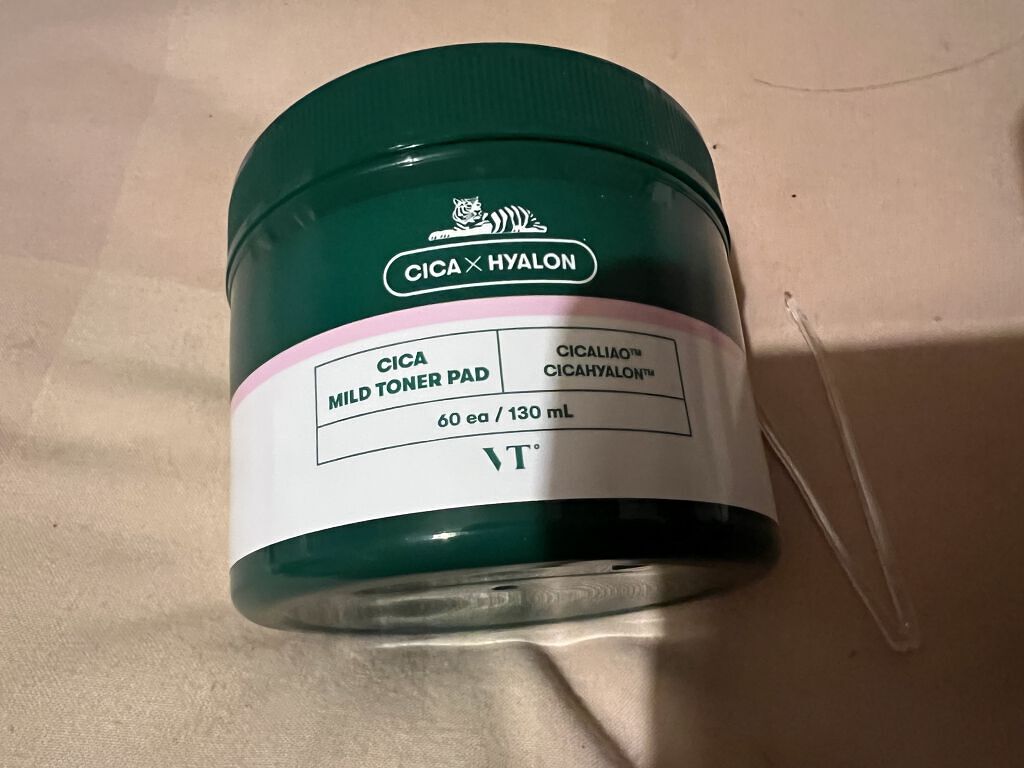 CICA × HYALON
CICA
MILD TONER PAD
CICALIAO™
CICAHYALON™
60 ea / 130 mL
VT°